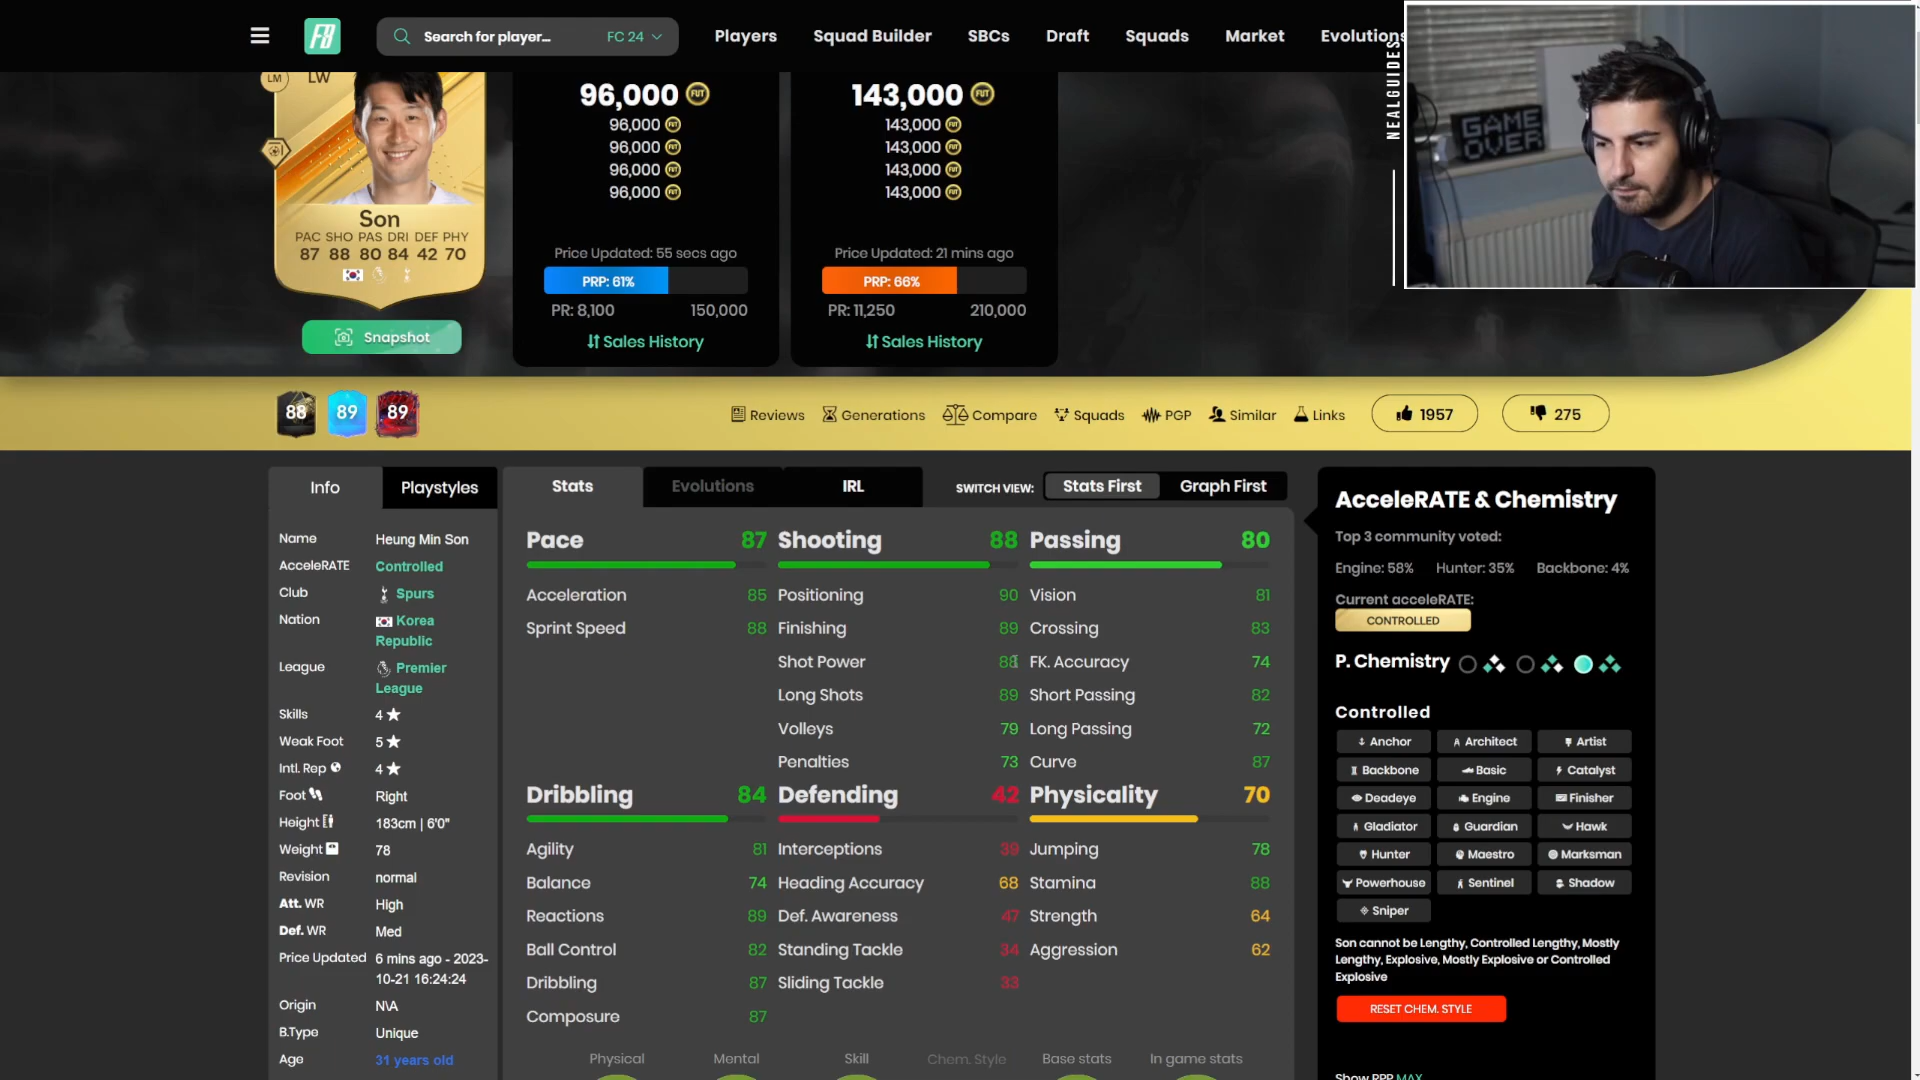 Search for player...
FC 24
Players
Squad Builder
SBCs
Draft
Squads
Market
Evolutions
NEALGUIDES
GAME OVER
LM
LW
Son
PAC SHO PAS DRI DEF PHY
87 88 80 84 42 70
Snapshot
96,000
96,000
96,000
96,000
96,000
Price Updated: 55 secs ago
PRP: 61%
PR: 8,100
150,000
Sales History
143,000
143,000
143,000
143,000
143,000
Price Updated: 21 mins ago
PRP: 66%
PR: 11,250
210,000
Sales History
88
89
89
Reviews
Generations
Compare
Squads
PGP
Similar
Links
1957
275
Info
Playstyles
Name Heung Min Son
AcceleRATE Controlled
Club Spurs
Nation Korea
Republic
League Premier
League
Skills 4
Weak Foot 5
Intl. Rep 4
Foot Right
Height 183cm | 6'0"
Weight 78
Revision normal
Att. WR High
Def. WR Med
Price Updated 6 mins ago - 2023-
10-21 16:24:24
Origin N\A
B.Type Unique
Age 31 years old
Stats
Evolutions
IRL
SWITCH VIEW:
Stats First
Graph First
Pace 87
Acceleration 85
Sprint Speed 88
Shooting 88
Positioning 90
Finishing 89
Shot Power 88
Long Shots 89
Volleys 79
Penalties 73
Passing 80
Vision 81
Crossing 83
FK. Accuracy 74
Short Passing 82
Long Passing 72
Curve 87
Dribbling 84
Agility 81
Balance 74
Reactions 89
Ball Control 82
Dribbling 87
Composure 87
Defending 42
Interceptions 39
Heading Accuracy 68
Def. Awareness 47
Standing Tackle 34
Sliding Tackle 33
Physicality 70
Jumping 78
Stamina 88
Strength 64
Aggression 62
Physical
Mental
Skill
Chem. Style
Base stats
In game stats
AcceleRATE & Chemistry
Top 3 community voted:
Engine: 58% Hunter: 35% Backbone: 4%
Current acceleRATE:
CONTROLLED
P. Chemistry
Controlled
Anchor Architect Artist
Backbone Basic Catalyst
Deadeye Engine Finisher
Gladiator Guardian Hawk
Hunter Maestro Marksman
Powerhouse Sentinel Shadow
Sniper
Son cannot be Lengthy, Controlled Lengthy, Mostly
Lengthy, Explosive, Mostly Explosive or Controlled
Explosive
RESET CHEM. STYLE
Show RPP MAX